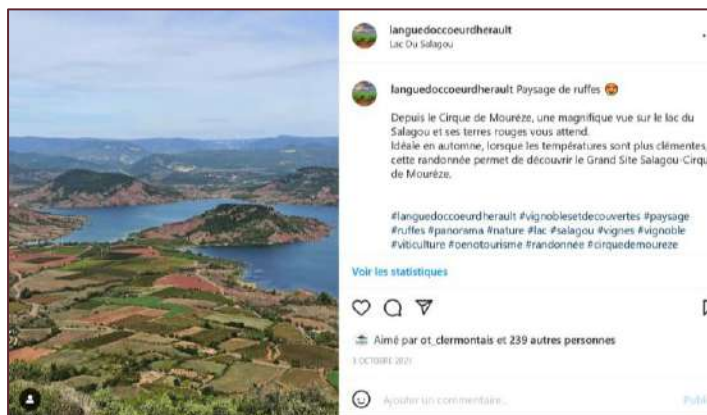 languedoccoeurdherault
Lac Du Salagou
languedoccoeurdherault Paysage de ruffes 😍
Depuis le Cirque de Mourèze, une magnifique vue sur le lac du
Salagou et ses terres rouges vous attend.
Idéale en automne, lorsque les températures sont plus clémentes,
cette randonnée permet de découvrir le Grand Site Salagou-Cirqu
de Mourèze.
#languedoccoeurdherault #vignoblesetdecouvertes #paysage
#ruffes #panorama #nature #lac #salagou #vignes #vignoble
#viticulture #oenotourisme #randonnée #cirquedemoureze
Voir les statistiques
Aimé par ot_clermontais et 239 autres personnes
3 OCTOBRE 2021
Ajouter un commentaire...
Publi